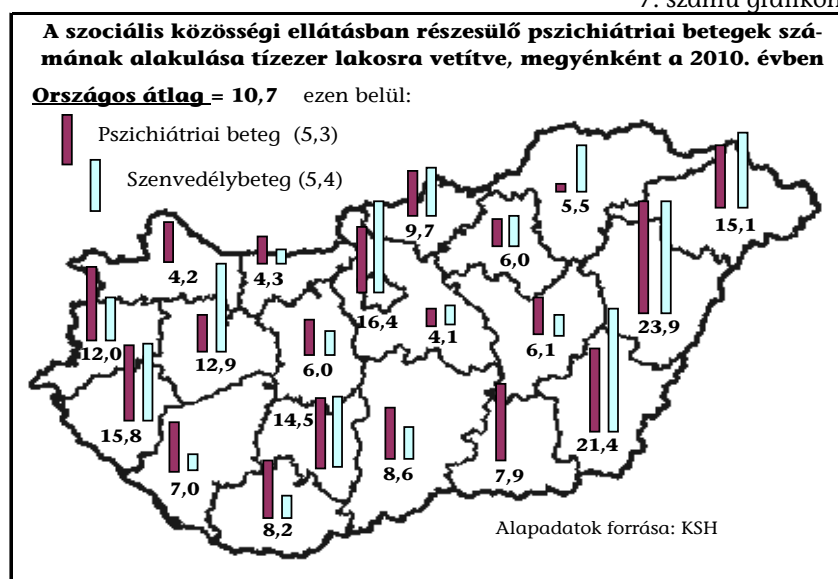 7. számú grafikon
A szociális közösségi ellátásban részesülő pszichiátriai betegek szá-
mának alakulása tízezer lakosra vetítve, megyénként a 2010. évben
Országos átlag = 10,7 ezen belül:
Pszichiátriai beteg (5,3)
Szenvedélybeteg (5,4)
5,5
15,1
9,7
6,0
4,2
4,3
16,4
4,1
6,1
23,9
12,0
12,9
6,0
15,8
14,5
21,4
7,0
8,6
7,9
8,2
Alapadatok forrása: KSH